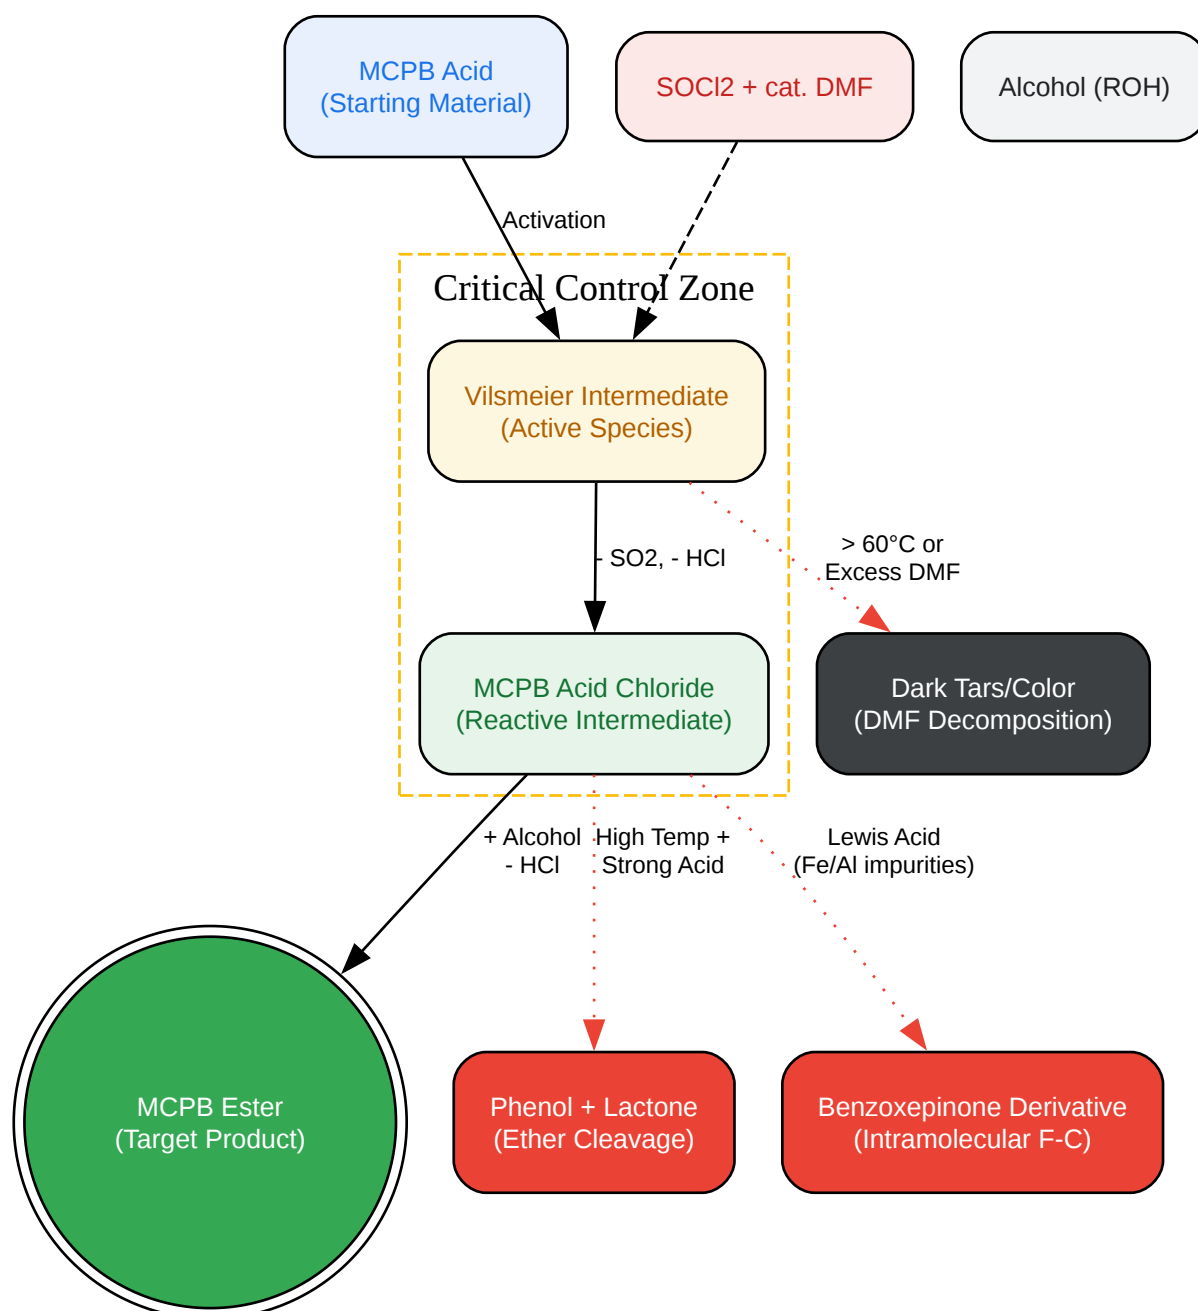 MCPB Acid
(Starting Material)
SOCl2 + cat. DMF
Alcohol (ROH)
Activation
Critical Control Zone
Vilsmeier Intermediate
(Active Species)
- SO2, - HCl
> 60°C or
Excess DMF
MCPB Acid Chloride
(Reactive Intermediate)
Dark Tars/Color
(DMF Decomposition)
+ Alcohol
- HCl
High Temp +
Strong Acid
Lewis Acid
(Fe/Al impurities)
MCPB Ester
(Target Product)
Phenol + Lactone
(Ether Cleavage)
Benzoxepinone Derivative
(Intramolecular F-C)